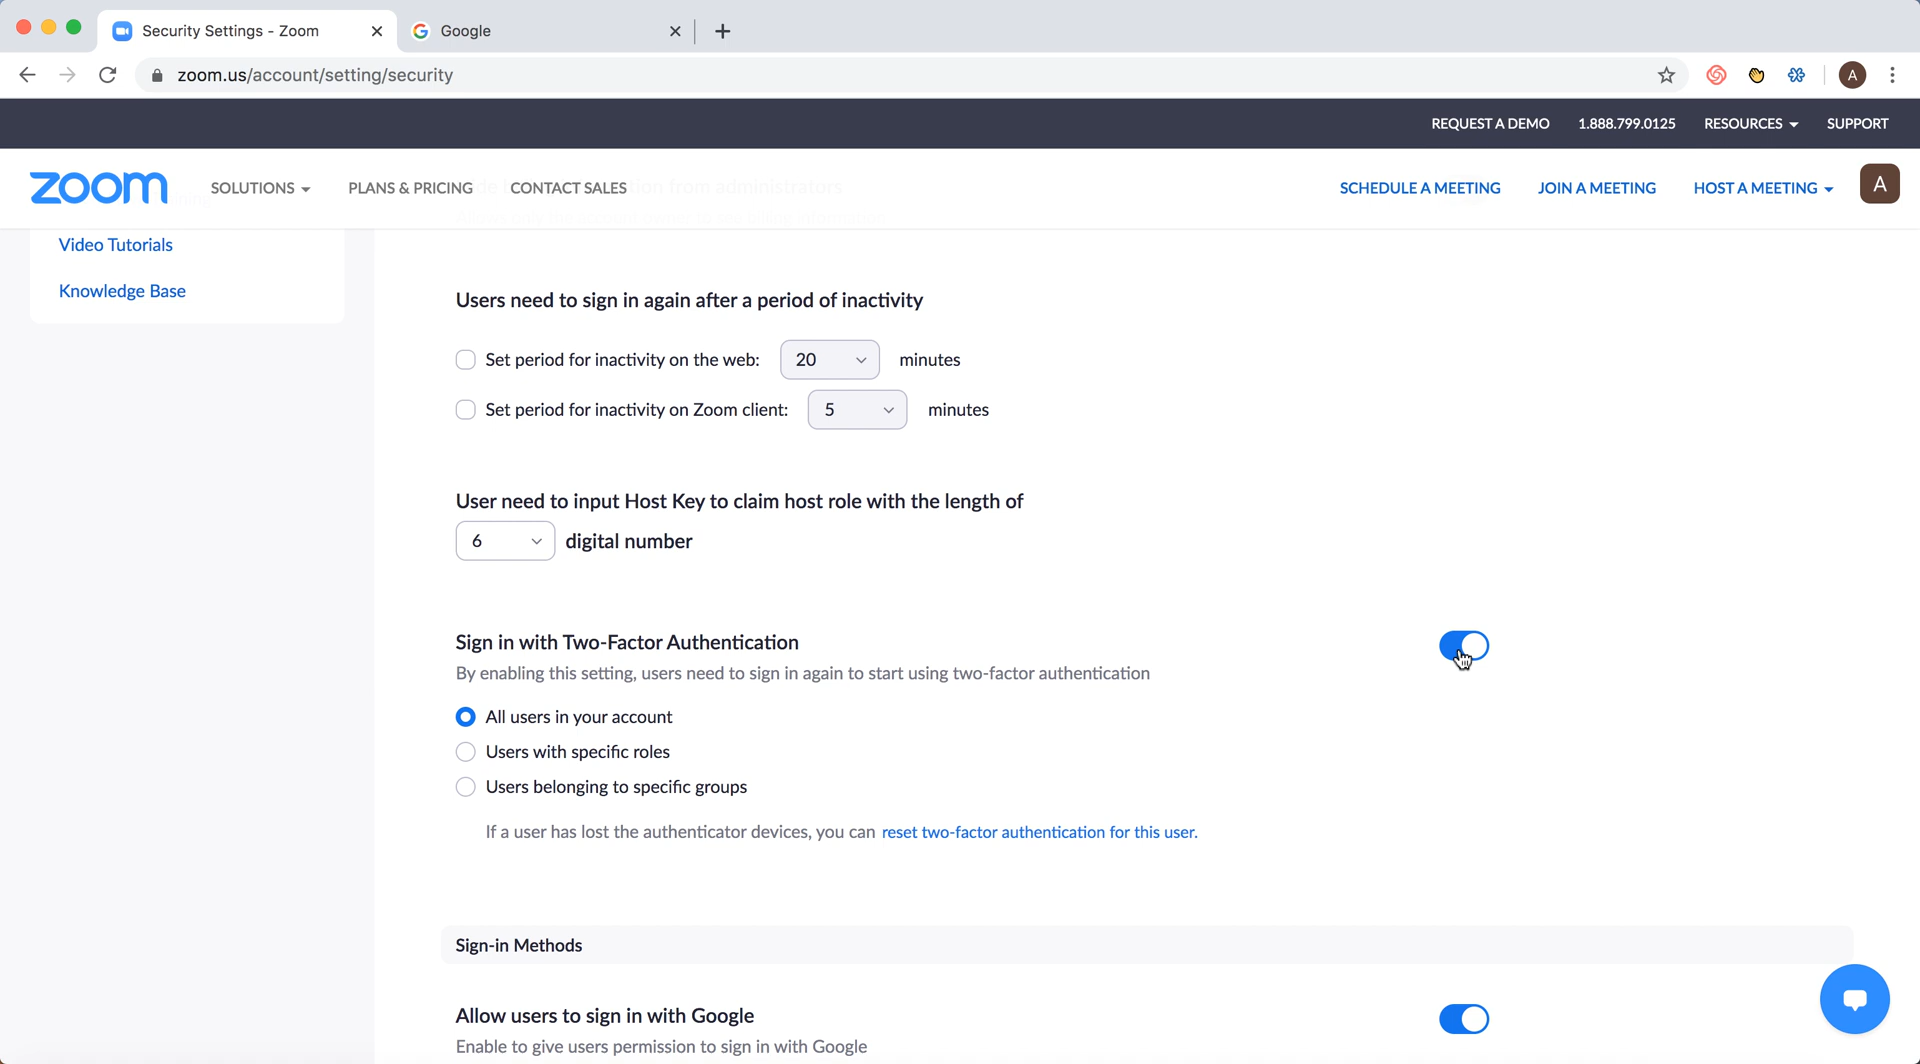 Security Settings - Zoom
Google
zoom.us/account/setting/security
A
REQUEST A DEMO
1.888.799.0125
RESOURCES
SUPPORT
zoom
SOLUTIONS
PLANS & PRICING
CONTACT SALES
tion from administrators
SCHEDULE A MEETING
JOIN A MEETING
HOST A MEETING
A
Video Tutorials
Knowledge Base
Users need to sign in again after a period of inactivity
Set period for inactivity on the web: 20 minutes
Set period for inactivity on Zoom client: 5 minutes
User need to input Host Key to claim host role with the length of
6 digital number
Sign in with Two-Factor Authentication
By enabling this setting, users need to sign in again to start using two-factor authentication
All users in your account
Users with specific roles
Users belonging to specific groups
If a user has lost the authenticator devices, you can reset two-factor authentication for this user.
Sign-in Methods
Allow users to sign in with Google
Enable to give users permission to sign in with Google